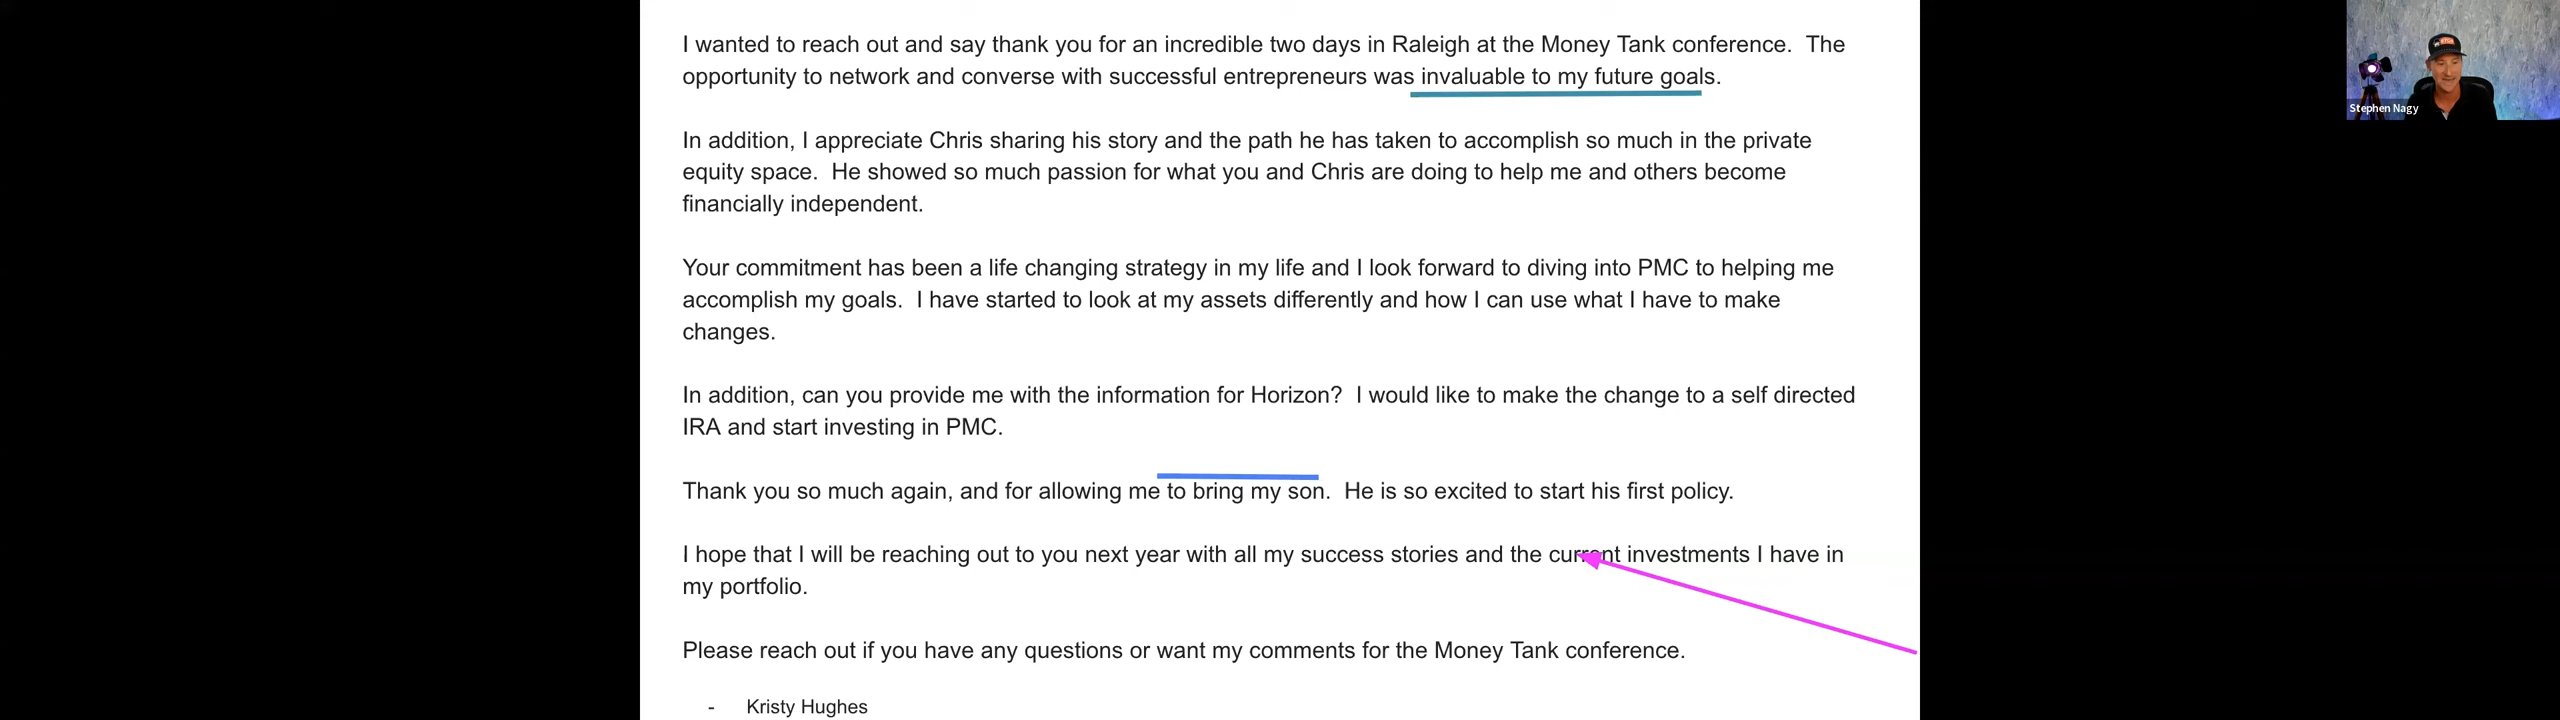 I wanted to reach out and say thank you for an incredible two days in Raleigh at the Money Tank conference.  The
opportunity to network and converse with successful entrepreneurs was invaluable to my future goals.
In addition, I appreciate Chris sharing his story and the path he has taken to accomplish so much in the private
equity space.  He showed so much passion for what you and Chris are doing to help me and others become
financially independent.
Your commitment has been a life changing strategy in my life and I look forward to diving into PMC to helping me
accomplish my goals.  I have started to look at my assets differently and how I can use what I have to make
changes.
In addition, can you provide me with the information for Horizon?  I would like to make the change to a self directed
IRA and start investing in PMC.
Thank you so much again, and for allowing me to bring my son.  He is so excited to start his first policy.
I hope that I will be reaching out to you next year with all my success stories and the current investments I have in
my portfolio.
Please reach out if you have any questions or want my comments for the Money Tank conference.
- Kristy Hughes
Stephen Nagy